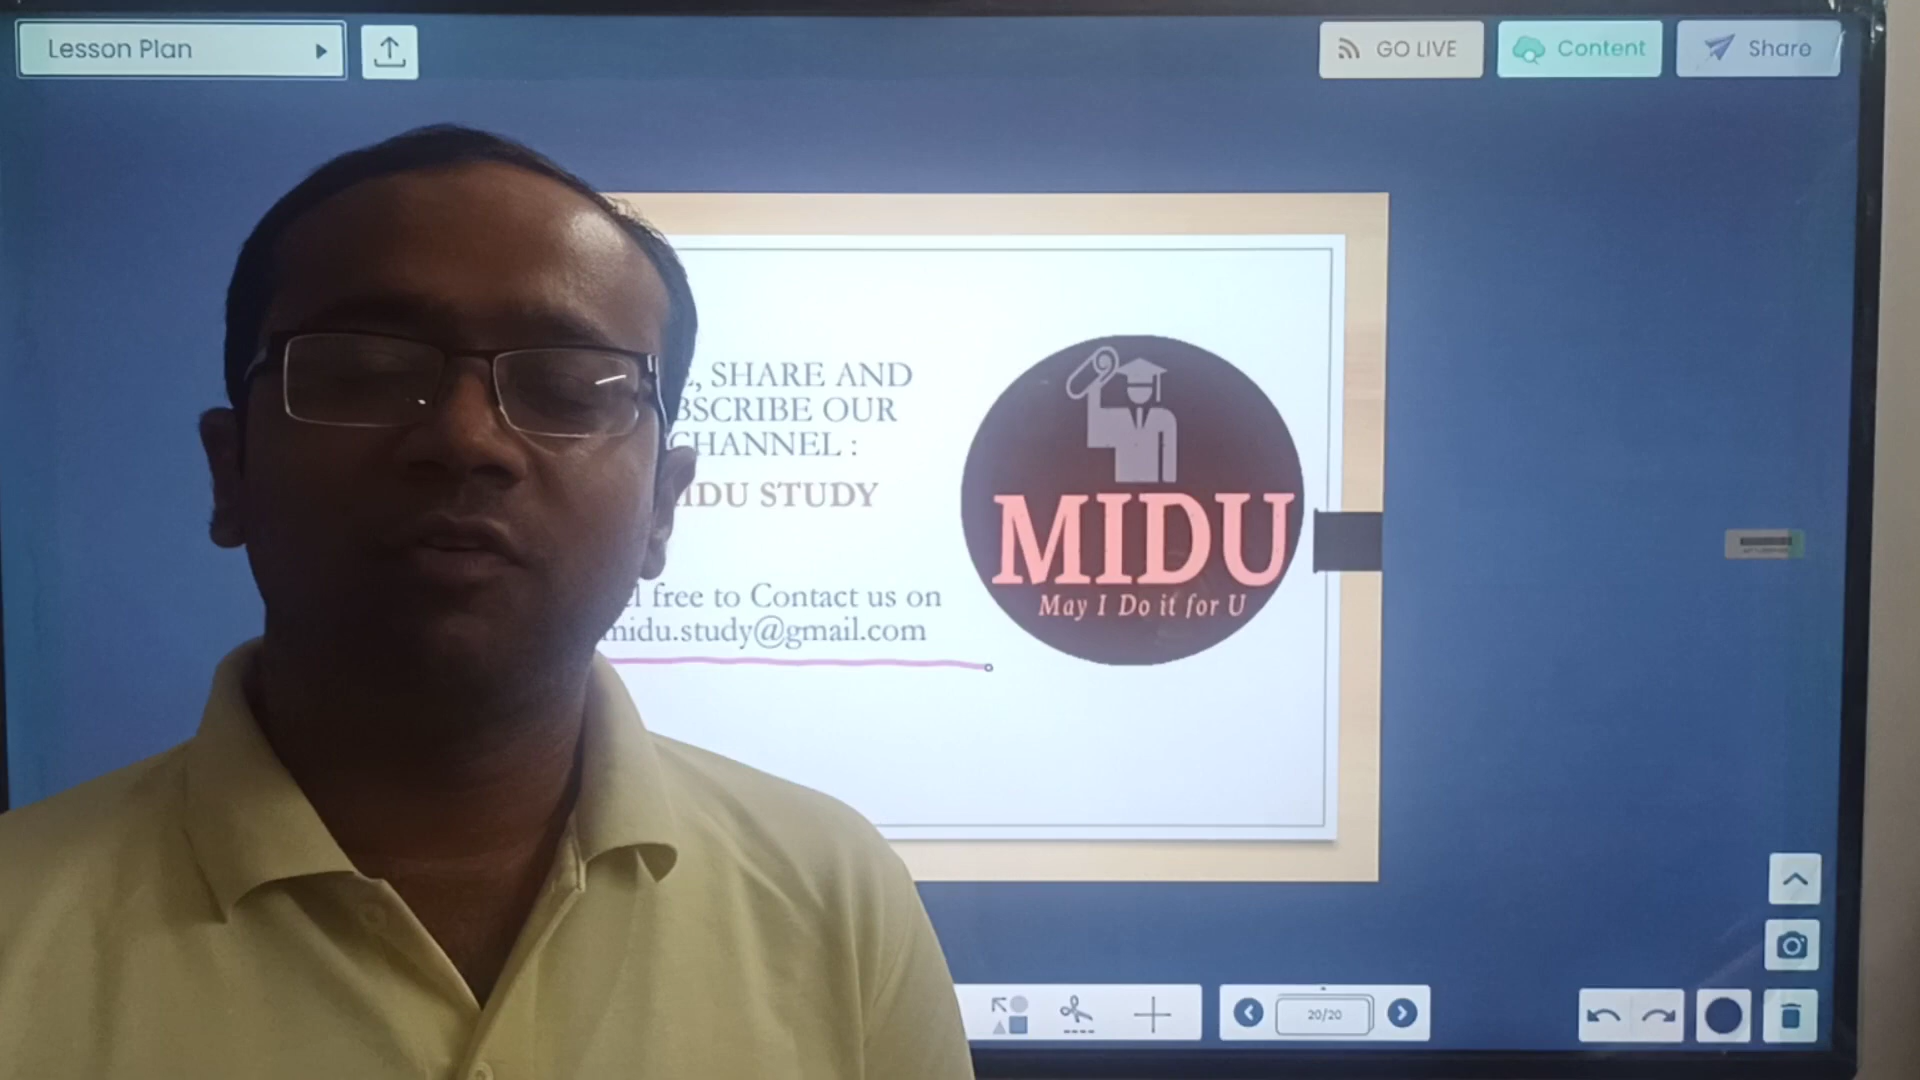 Lesson Plan
GO LIVE
Content
Share
, SHARE AND
BSCRIBE OUR
CHANNEL :
IDU STUDY
l free to Contact us on
midu.study@gmail.com
MIDU
May I Do it for U
20/20